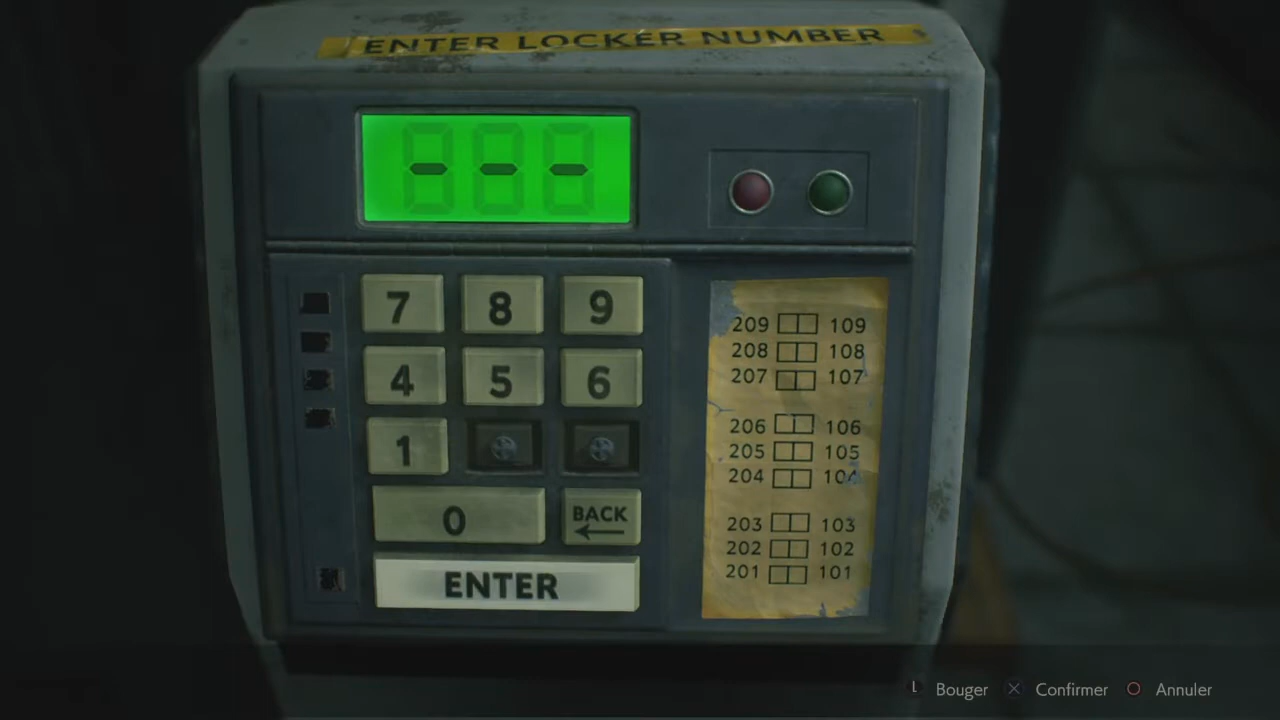 ENTER LOCKER NUMBER
- - -
7 8 9
4 5 6
1
0 BACK
ENTER
209 109
208 108
207 107
206 106
205 105
204 104
203 103
202 102
201 101
L Bouger Confirmer Annuler